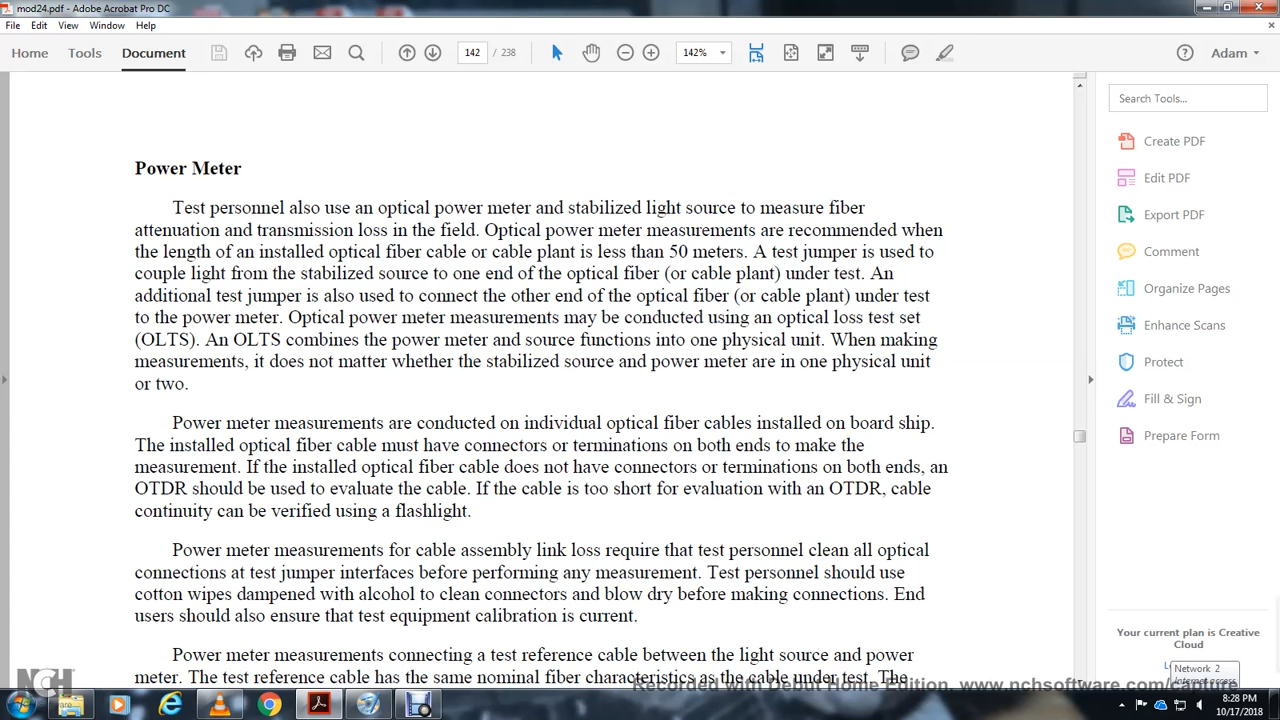 mod24.pdf - Adobe Acrobat Pro DC
File Edit View Window Help
Home Tools Document 142 / 238 142% Adam
Search Tools...
Create PDF
Edit PDF
Export PDF
Comment
Organize Pages
Enhance Scans
Protect
Fill & Sign
Prepare Form
Your current plan is Creative
Cloud
Power Meter
Test personnel also use an optical power meter and stabilized light source to measure fiber
attenuation and transmission loss in the field. Optical power meter measurements are recommended when
the length of an installed optical fiber cable or cable plant is less than 50 meters. A test jumper is used to
couple light from the stabilized source to one end of the optical fiber (or cable plant) under test. An
additional test jumper is also used to connect the other end of the optical fiber (or cable plant) under test
to the power meter. Optical power meter measurements may be conducted using an optical loss test set
(OLTS). An OLTS combines the power meter and source functions into one physical unit. When making
measurements, it does not matter whether the stabilized source and power meter are in one physical unit
or two.
Power meter measurements are conducted on individual optical fiber cables installed on board ship.
The installed optical fiber cable must have connectors or terminations on both ends to make the
measurement. If the installed optical fiber cable does not have connectors or terminations on both ends, an
OTDR should be used to evaluate the cable. If the cable is too short for evaluation with an OTDR, cable
continuity can be verified using a flashlight.
Power meter measurements for cable assembly link loss require that test personnel clean all optical
connections at test jumper interfaces before performing any measurement. Test personnel should use
cotton wipes dampened with alcohol to clean connectors and blow dry before making connections. End
users should also ensure that test equipment calibration is current.
Power meter measurements connecting a test reference cable between the light source and power
meter. The test reference cable has the same nominal fiber characteristics as the cable under test. The
Network 2
Internet access
NCH
Recorded with Debut Home Edition. www.nchsoftware.com/capture
8:28 PM
10/17/2018